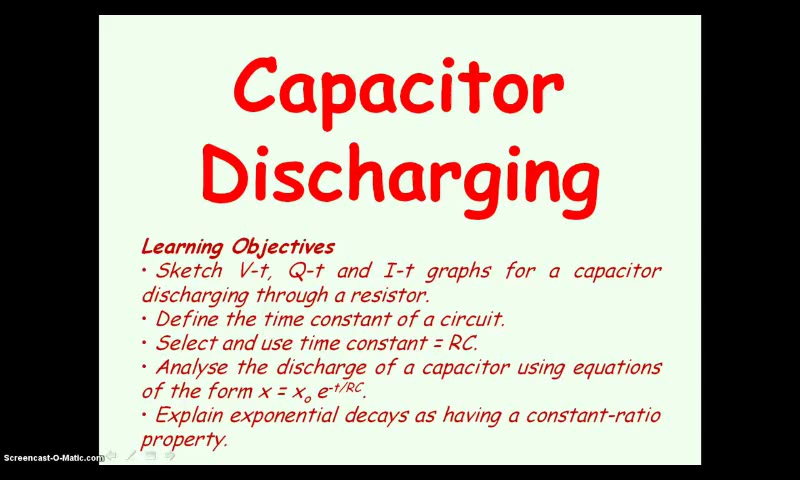 Capacitor
Discharging
Learning Objectives
• Sketch V-t, Q-t and I-t graphs for a capacitor
discharging through a resistor.
• Define the time constant of a circuit.
• Select and use time constant = RC.
• Analyse the discharge of a capacitor using equations
of the form x = xₒ e⁻ᵗ/ᴿᶜ.
• Explain exponential decays as having a constant-ratio
property.
Screencast-O-Matic.com